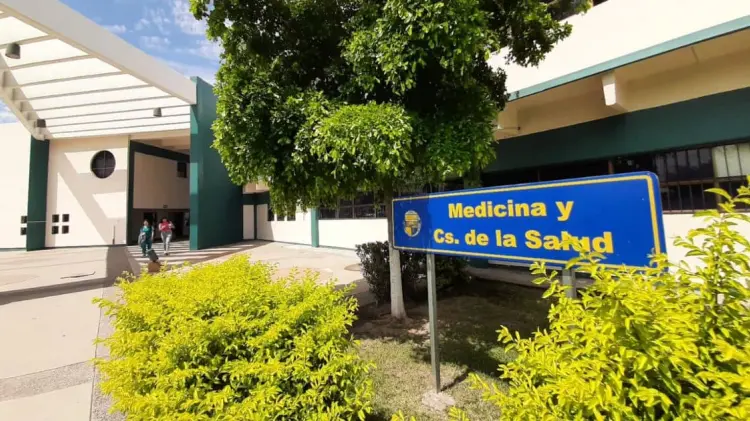 Medicina y
Cs. de la Salud